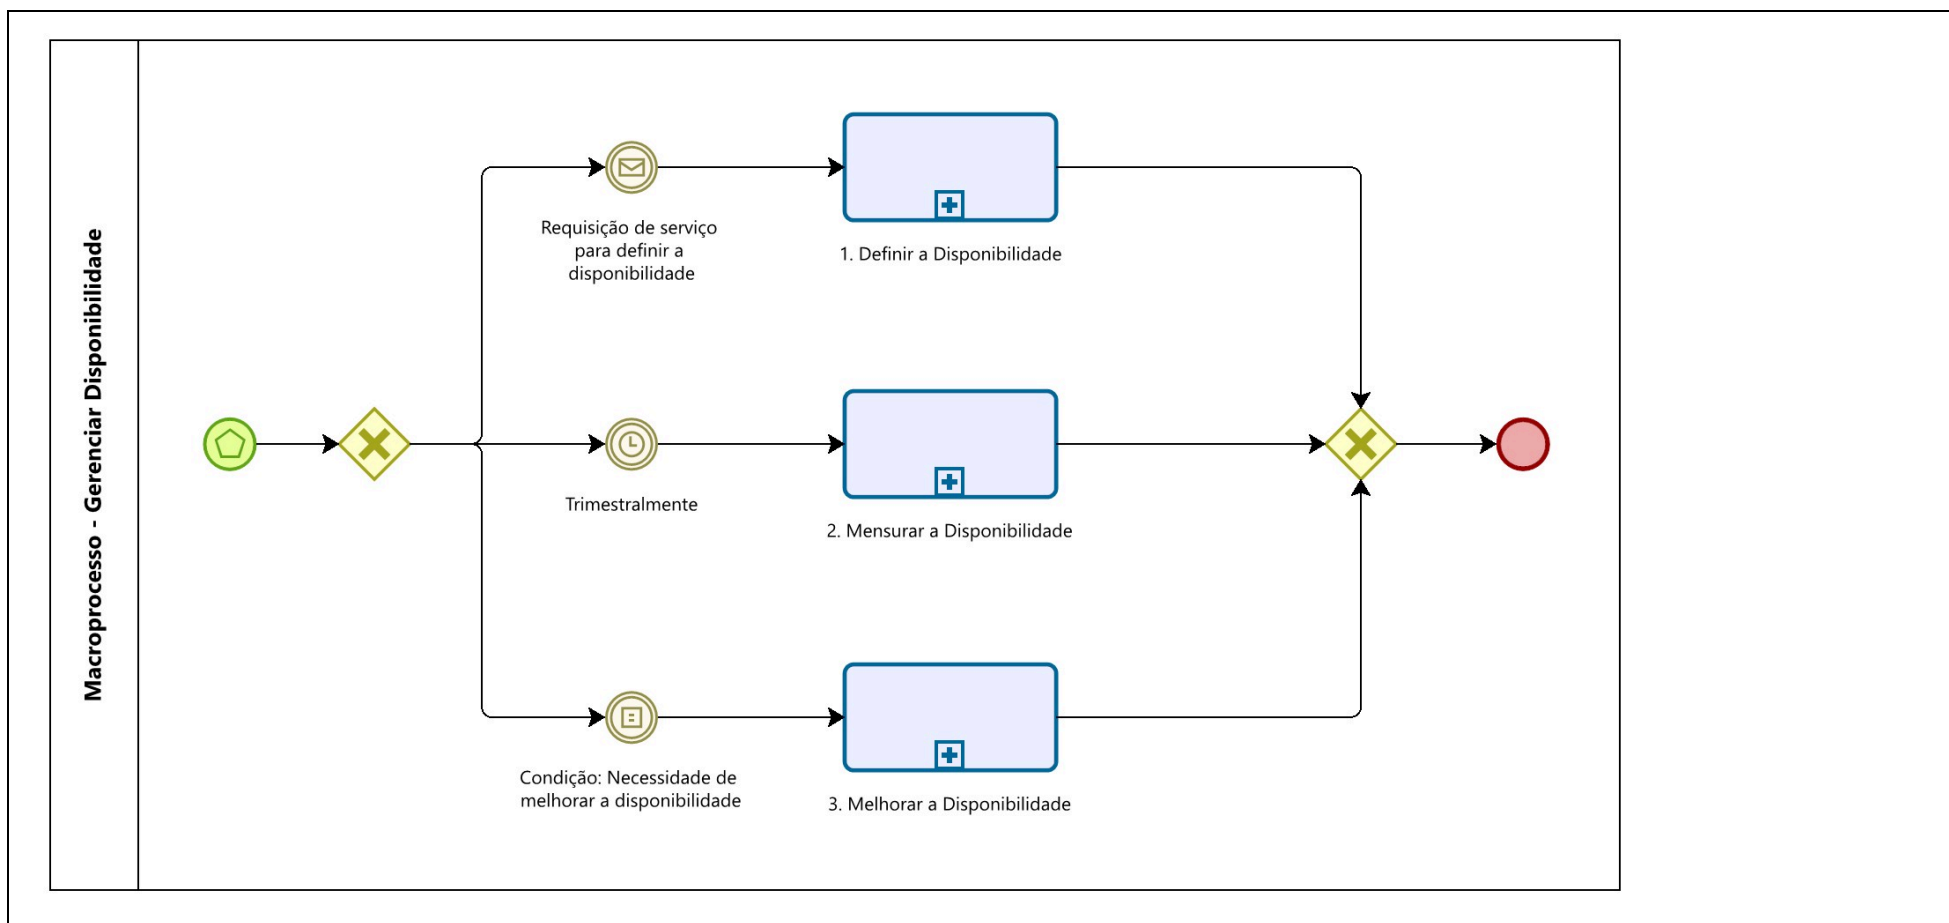 Macroprocesso - Gerenciar Disponibilidade
Requisição de serviço
para definir a
disponibilidade
1. Definir a Disponibilidade
Trimestralmente
2. Mensurar a Disponibilidade
Condição: Necessidade de
melhorar a disponibilidade
3. Melhorar a Disponibilidade